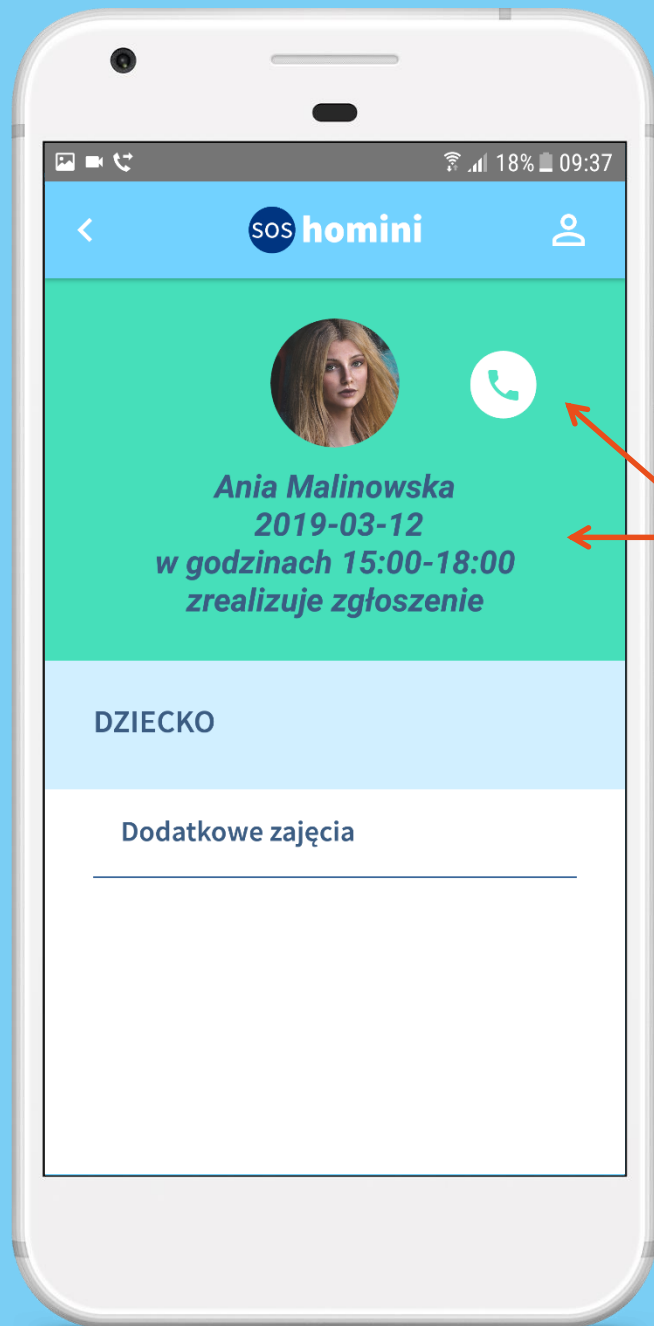 18% 09:37
sos homini
Ania Malinowska
2019-03-12
w godzinach 15:00-18:00
zrealizuje zgłoszenie
DZIECKO
Dodatkowe zajęcia